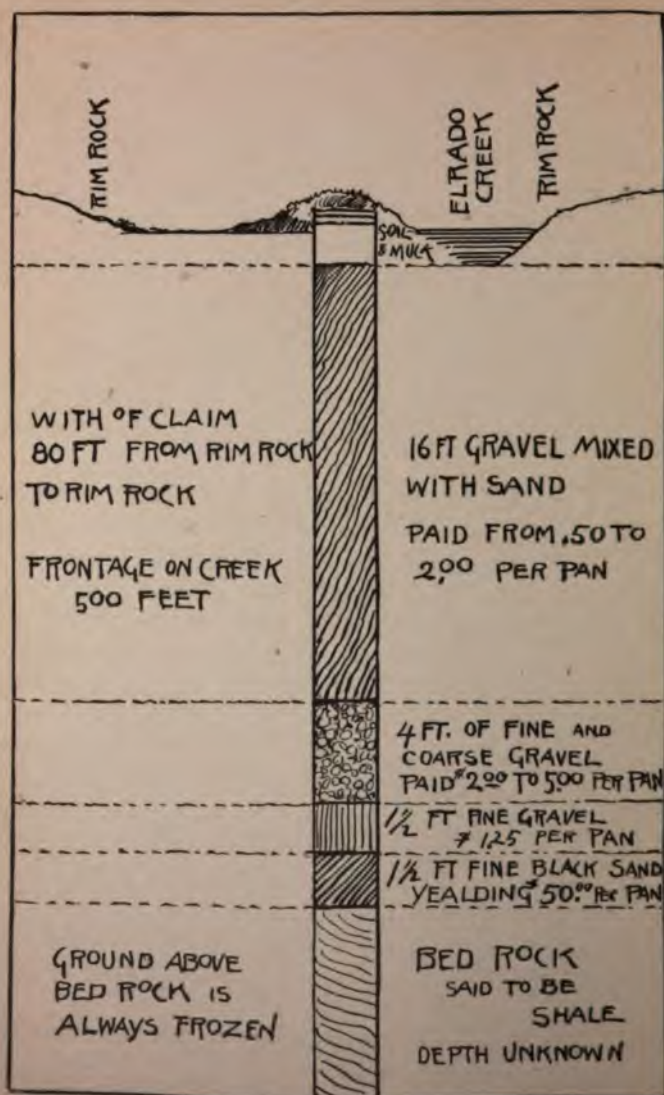 RIM ROCK
ELRADO
CREEK
RIM ROCK
SOIL
& MUCK
WITH OF CLAIM
80 FT FROM RIM ROCK
TO RIM ROCK
FRONTAGE ON CREEK
500 FEET
16 FT GRAVEL MIXED
WITH SAND
PAID FROM .50 TO
2.00 PER PAN
4 FT. OF FINE AND
COARSE GRAVEL
PAID $2.00 TO 5.00 PER PAN
1 1/2 FT FINE GRAVEL
$ 1.25 PER PAN
1 1/2 FT FINE BLACK SAND
YEALDING $50.00 PER PAN
GROUND ABOVE
BED ROCK IS
ALWAYS FROZEN
BED ROCK
SAID TO BE
SHALE
DEPTH UNKNOWN